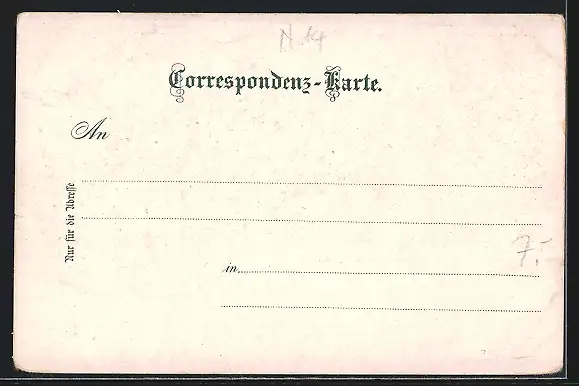 N 14
Correspondenz-Karte.
An
Nur für die Adresse
in
7.-